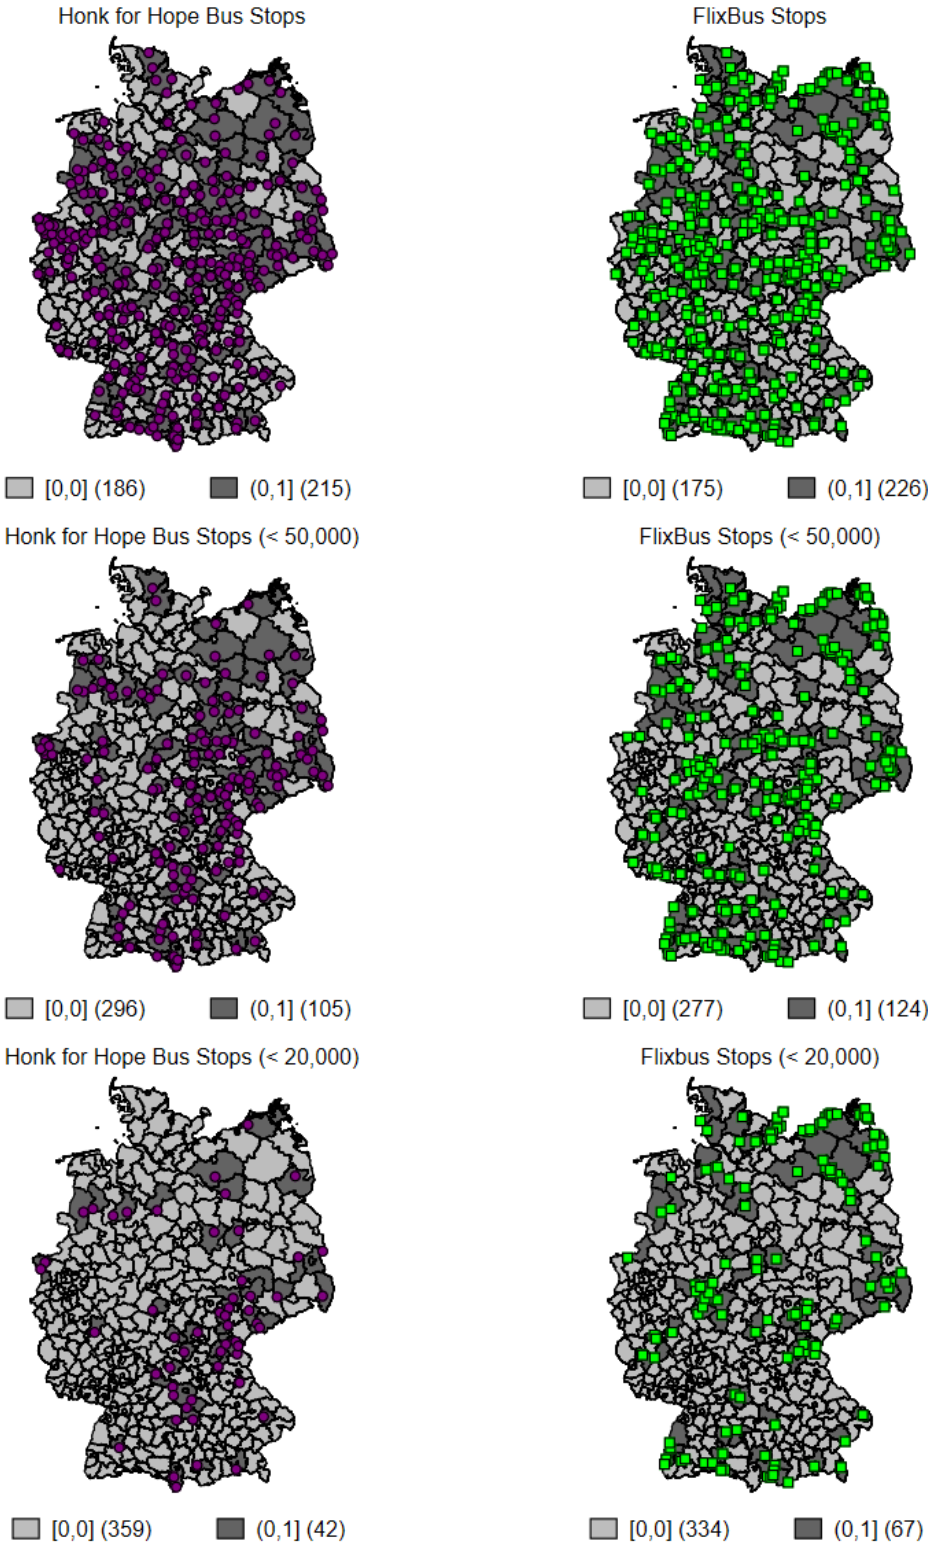 Honk for Hope Bus Stops
FlixBus Stops
[0,0] (186)
(0,1] (215)
[0,0] (175)
(0,1] (226)
Honk for Hope Bus Stops (< 50,000)
FlixBus Stops (< 50,000)
[0,0] (296)
(0,1] (105)
[0,0] (277)
(0,1] (124)
Honk for Hope Bus Stops (< 20,000)
Flixbus Stops (< 20,000)
[0,0] (359)
(0,1] (42)
[0,0] (334)
(0,1] (67)